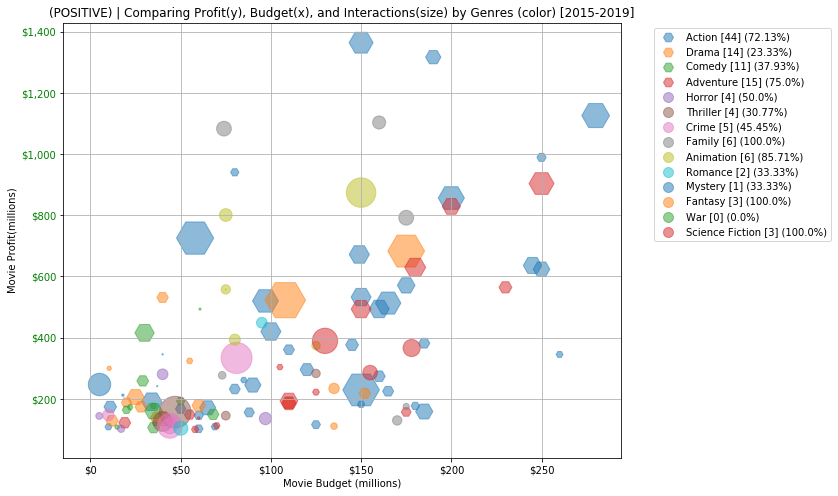 (POSITIVE) | Comparing Profit(y), Budget(x), and Interactions(size) by Genres (color) [2015-2019]
$1,400
$1,200
$1,000
$800
$600
$400
$200
Movie Profit(millions)
$0
$50
$100
$150
$200
$250
Movie Budget (millions)
Action [44] (72.13%)
Drama [14] (23.33%)
Comedy [11] (37.93%)
Adventure [15] (75.0%)
Horror [4] (50.0%)
Thriller [4] (30.77%)
Crime [5] (45.45%)
Family [6] (100.0%)
Animation [6] (85.71%)
Romance [2] (33.33%)
Mystery [1] (33.33%)
Fantasy [3] (100.0%)
War [0] (0.0%)
Science Fiction [3] (100.0%)